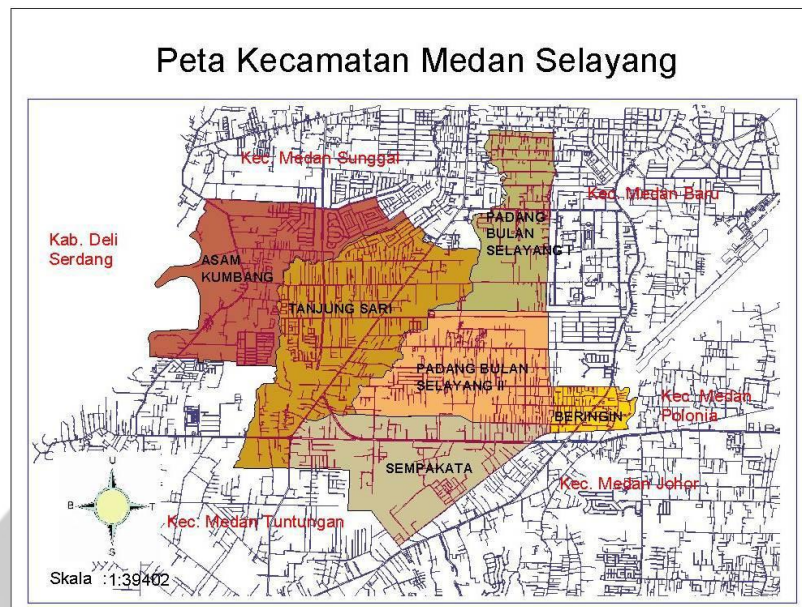 Peta Kecamatan Medan Selayang
Kec. Medan Sunggal
Kec. Medan Baru
PADANG
BULAN
SELAYANG I
Kab. Deli
Serdang
ASAM
KUMBANG
TANJUNG SARI
PADANG BULAN
SELAYANG II
Kec. Medan
Polonia
BERINGIN
SEMPAKATA
Kec. Medan Johor
Kec. Medan Tuntungan
U
B
T
S
Skala :1:39402